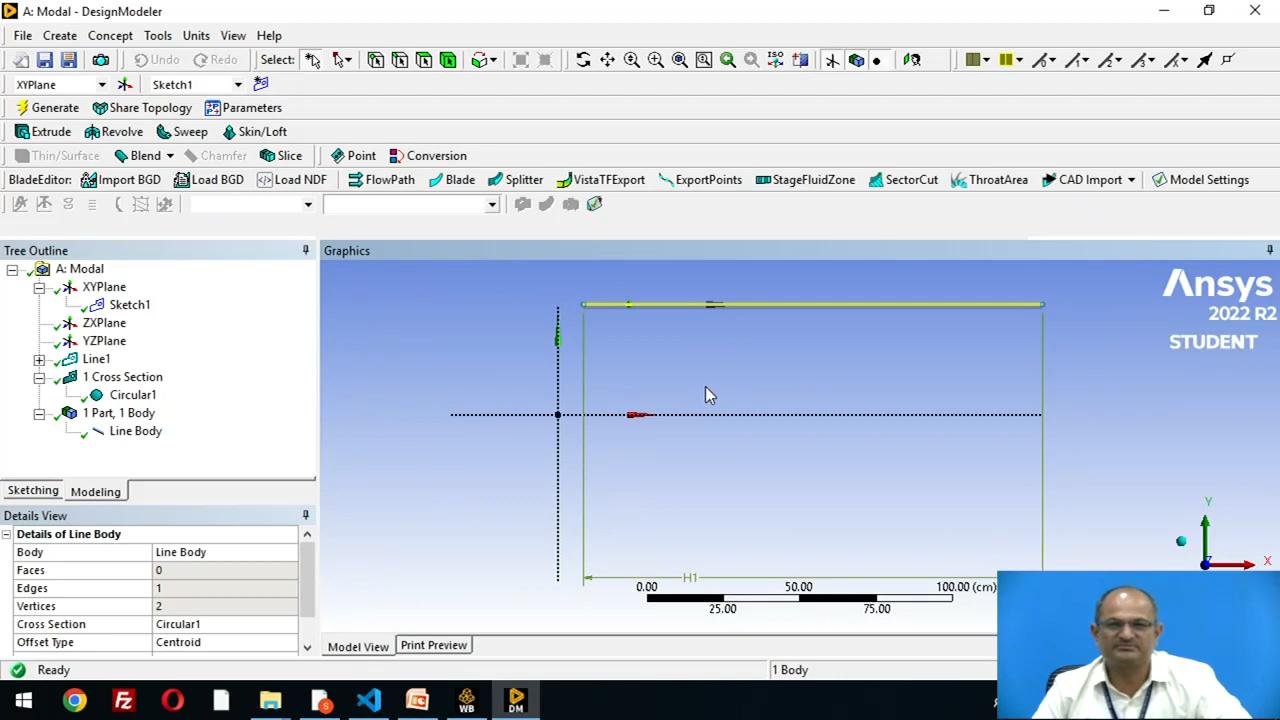 A: Modal - DesignModeler
File Create Concept Tools Units View Help
Undo Redo Select: ISO
XYPlane Sketch1
Generate Share Topology Parameters
Extrude Revolve Sweep Skin/Loft
Thin/Surface Blend Chamfer Slice Point Conversion
BladeEditor: Import BGD Load BGD Load NDF FlowPath Blade Splitter VistaTFExport ExportPoints StageFluidZone SectorCut ThroatArea CAD Import Model Settings
Tree Outline
A: Modal
XYPlane
Sketch1
ZXPlane
YZPlane
Line1
1 Cross Section
Circular1
1 Part, 1 Body
Line Body
Sketching Modeling
Details View
Details of Line Body
Body Line Body
Faces 0
Edges 1
Vertices 2
Cross Section Circular1
Offset Type Centroid
Graphics
Ansys
2022 R2
STUDENT
H1
0.00 50.00 100.00 (cm)
25.00 75.00
Y
X
Z
Model View Print Preview
Ready 1 Body
WB DM